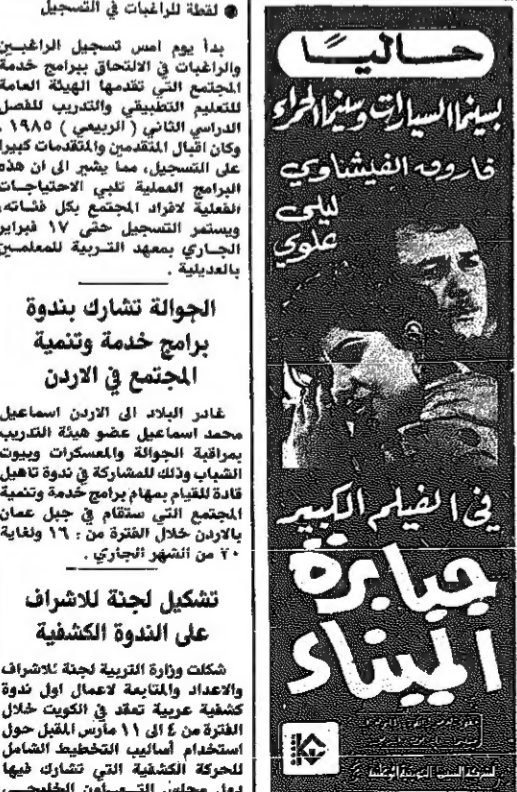 حاليًا
بسينما السيارات وسينما الحمراء
فاروق الفيشاوي
ليلى
علوي
في الفيلم الكبير
جبابرة
الميناء
● لقطة للراغبات في التسجيل
بدأ يوم امس تسجيل الراغبين
والراغبات في الالتحاق ببرامج خدمة
المجتمع التي تقدمها الهيئة العامة
للتعليم التطبيقي والتدريب للفصل
الدراسي الثاني ( الربيعي ) ١٩٨٥ .
وكان اقبال المتقدمين والمتقدمات كبيرا
على التسجيل، مما يشير الى ان هذه
البرامج العملية تلبي الاحتياجات
الفعلية لافراد المجتمع بكل فئاته،
ويستمر التسجيل حتى ١٧ فبراير
الجاري بمعهد التربية للمعلمين
بالعديلية .
الجوالة تشارك بندوة
برامج خدمة وتنمية
المجتمع في الاردن
غادر البلاد الى الاردن اسماعيل
محمد اسماعيل عضو هيئة التدريب
بمراقبة الجوالة والمعسكرات وبيوت
الشباب وذلك للمشاركة في ندوة تاهيل
قادة للقيام بمهام برامج خدمة وتنمية
المجتمع التي ستقام في جبل عمان
بالاردن خلال الفترة من : ١٦ ولغاية
٢٠ من الشهر الجاري .
تشكيل لجنة للاشراف
على الندوة الكشفية
شكلت وزارة التربية لجنة للاشراف
والاعداد والمتابعة لاعمال اول ندوة
كشفية عربية تعقد في الكويت خلال
الفترة من ٤ الى ١١ مارس المقبل حول
استخدام أساليب التخطيط الشامل
للحركة الكشفية التي تشارك فيها
دول مجلس التعاون الخليجي